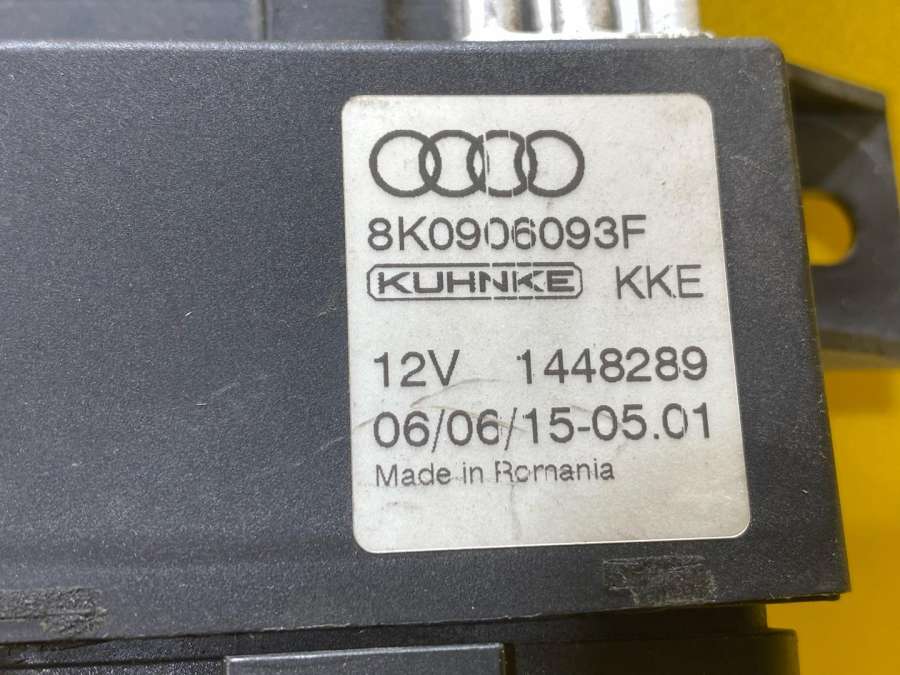 8K0906093F
KUHNKE KKE
12V 1448289
06/06/15-05.01
Made in Romania